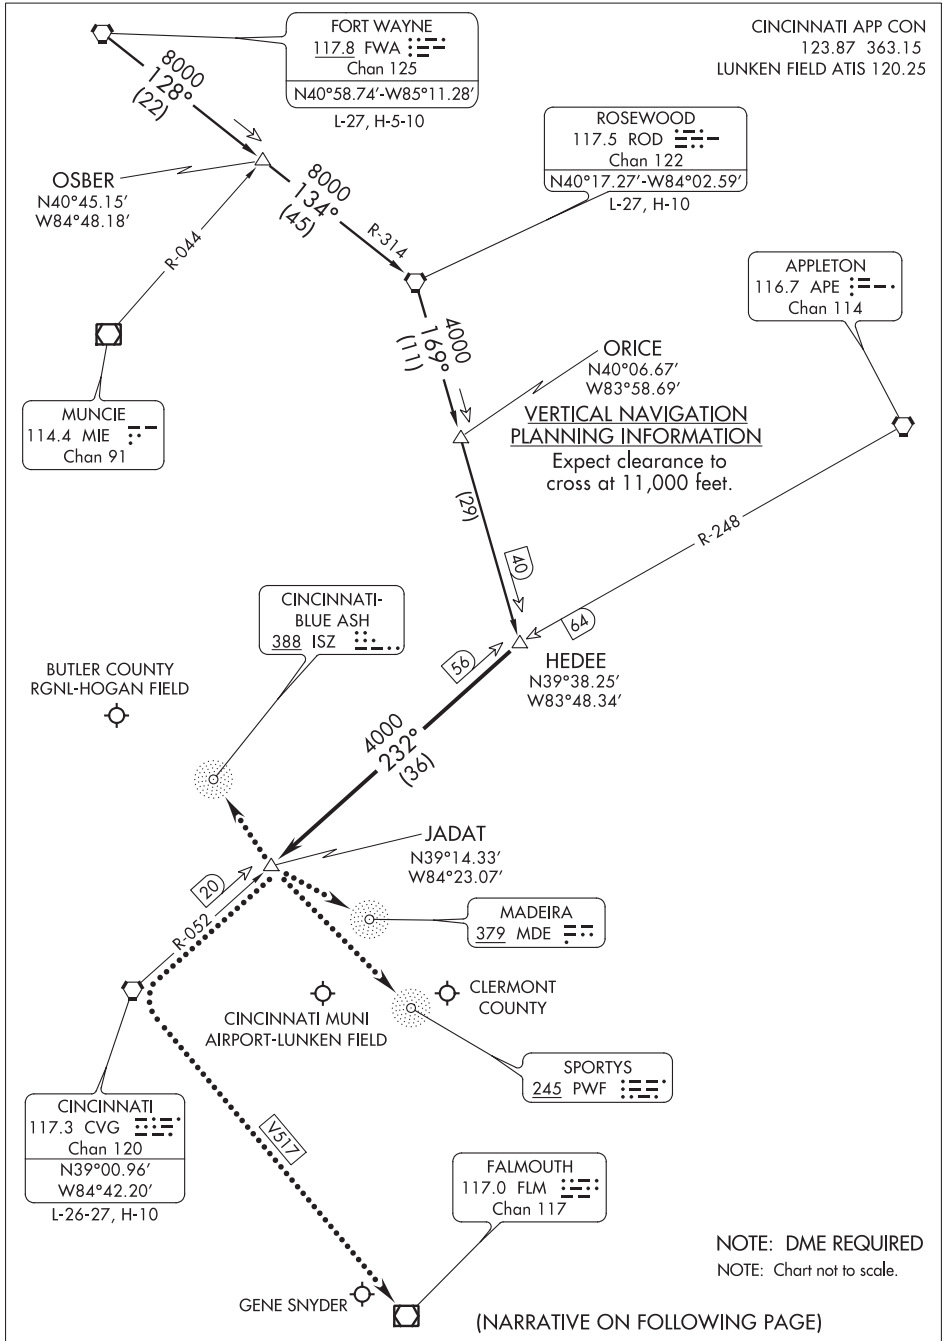 FORT WAYNE
117.8 FWA
Chan 125
N40°58.74′-W85°11.28′
L-27, H-5-10
CINCINNATI APP CON
123.87 363.15
LUNKEN FIELD ATIS 120.25
8000
128°
(22)
ROSEWOOD
117.5 ROD
Chan 122
N40°17.27′-W84°02.59′
L-27, H-10
OSBER
N40°45.15′
W84°48.18′
8000
134°
(45)
R-314
R-044
APPLETON
116.7 APE
Chan 114
4000
169°
(11)
ORICE
N40°06.67′
W83°58.69′
VERTICAL NAVIGATION
PLANNING INFORMATION
Expect clearance to
cross at 11,000 feet.
MUNCIE
114.4 MIE
Chan 91
(29)
R-248
40
64
CINCINNATI-
BLUE ASH
388 ISZ
56
HEDEE
N39°38.25′
W83°48.34′
BUTLER COUNTY
RGNL-HOGAN FIELD
4000
232°
(36)
JADAT
N39°14.33′
W84°23.07′
20
R-052
MADEIRA
379 MDE
CINCINNATI MUNI
AIRPORT-LUNKEN FIELD
CLERMONT
COUNTY
SPORTYS
245 PWF
CINCINNATI
117.3 CVG
Chan 120
N39°00.96′
W84°42.20′
L-26-27, H-10
V517
FALMOUTH
117.0 FLM
Chan 117
GENE SNYDER
NOTE: DME REQUIRED
NOTE: Chart not to scale.
(NARRATIVE ON FOLLOWING PAGE)